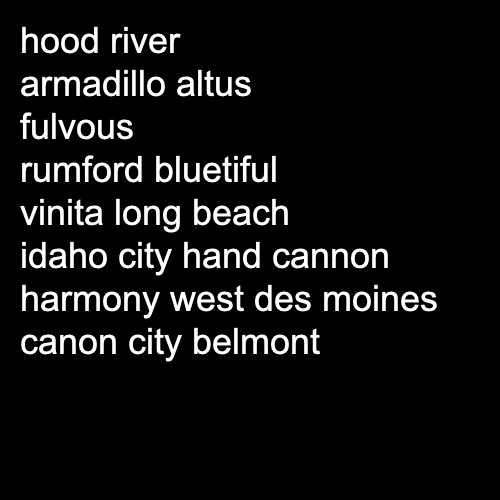 hood river
armadillo altus
fulvous
rumford bluetiful
vinita long beach
idaho city hand cannon
harmony west des moines
canon city belmont